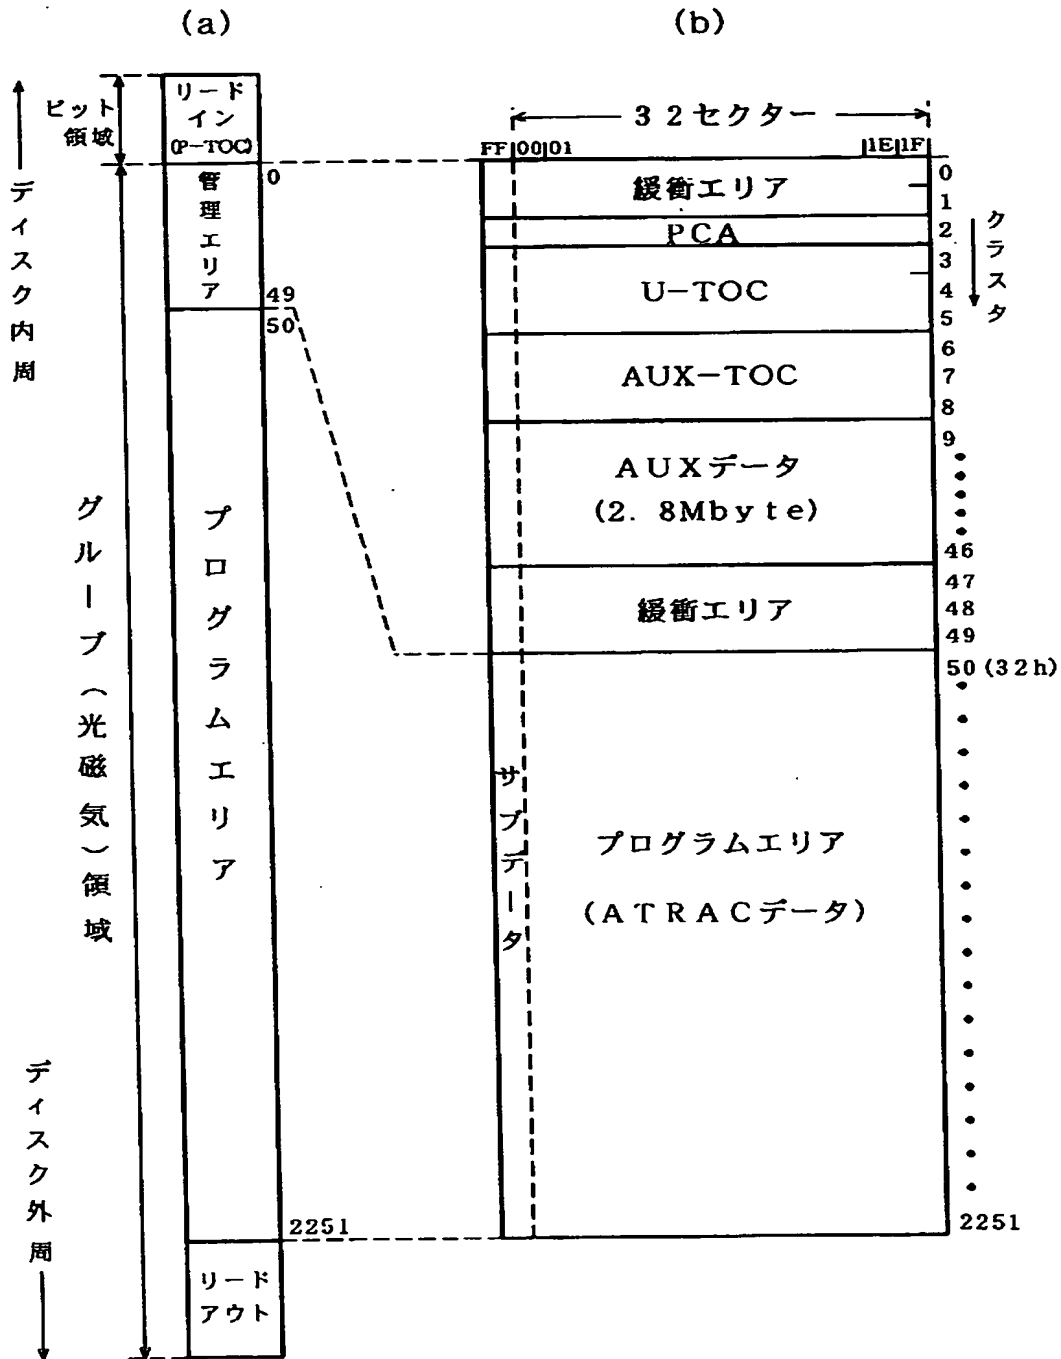 (a)
(b)
ディスク内周
ピット
領域
リード
イン
(P-TOC)
管理エリア
0
49
50
グルーブ(光磁気)領域
プログラムエリア
2251
リード
アウト
ディスク外周
32セクター
FF 00 01 1E 1F
緩衝エリア
0
1
PCA
2
U-TOC
3
4
5
クラスタ
AUX-TOC
6
7
8
AUXデータ
(2. 8Mbyte)
9
46
緩衝エリア
47
48
49
50 (32h)
サブデータ
プログラムエリア
(ATRACデータ)
2251